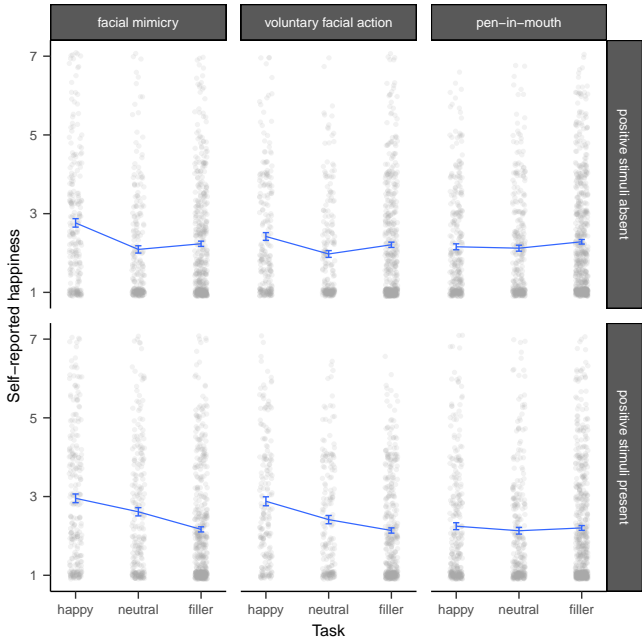 facial mimicry
voluntary facial action
pen−in−mouth
7
5
3
1
positive stimuli absent
Self−reported happiness
7
5
3
1
positive stimuli present
happy neutral filler happy neutral filler happy neutral filler
Task